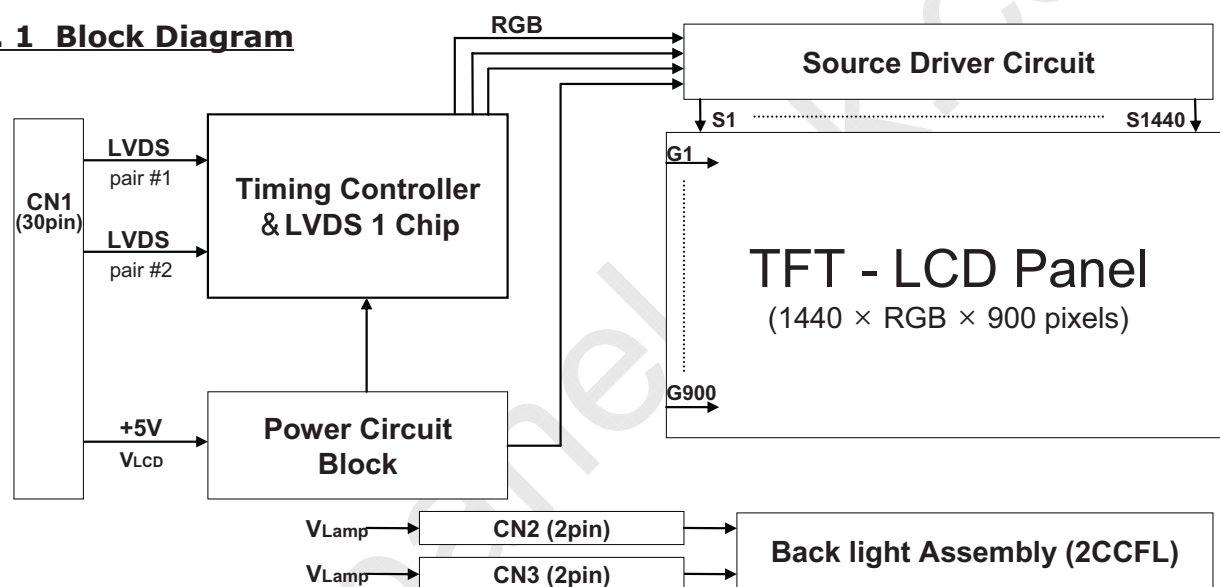 . 1 Block Diagram
RGB
Source Driver Circuit
S1
S1440
CN1
(30pin)
LVDS
pair #1
LVDS
pair #2
Timing Controller
&LVDS 1 Chip
G1
G900
TFT - LCD Panel
(1440 × RGB × 900 pixels)
+5V
VLCD
Power Circuit
Block
VLamp
CN2 (2pin)
VLamp
CN3 (2pin)
Back light Assembly (2CCFL)